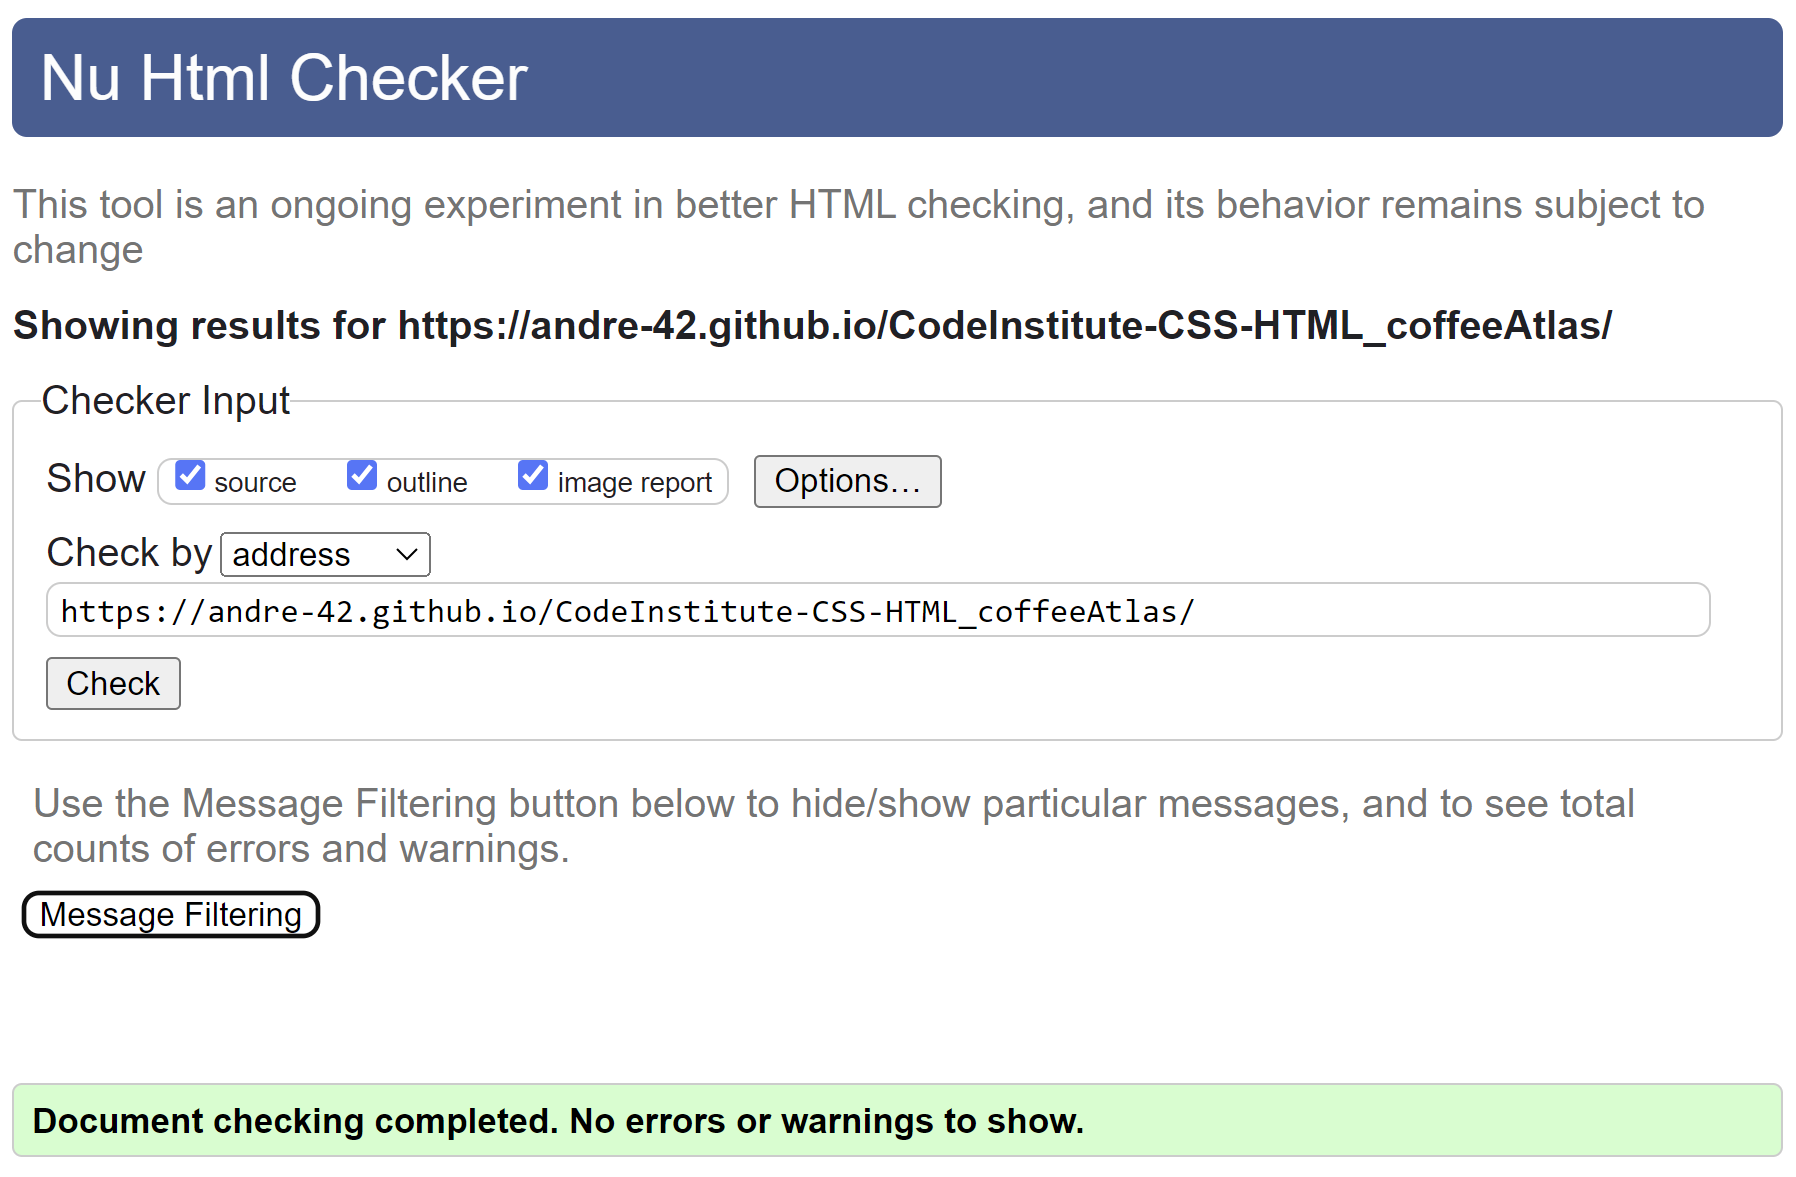 Nu Html Checker
This tool is an ongoing experiment in better HTML checking, and its behavior remains subject to
change
Showing results for https://andre-42.github.io/CodeInstitute-CSS-HTML_coffeeAtlas/
Checker Input
Show source outline image report Options…
Check by address
https://andre-42.github.io/CodeInstitute-CSS-HTML_coffeeAtlas/
Check
Use the Message Filtering button below to hide/show particular messages, and to see total
counts of errors and warnings.
Message Filtering
Document checking completed. No errors or warnings to show.